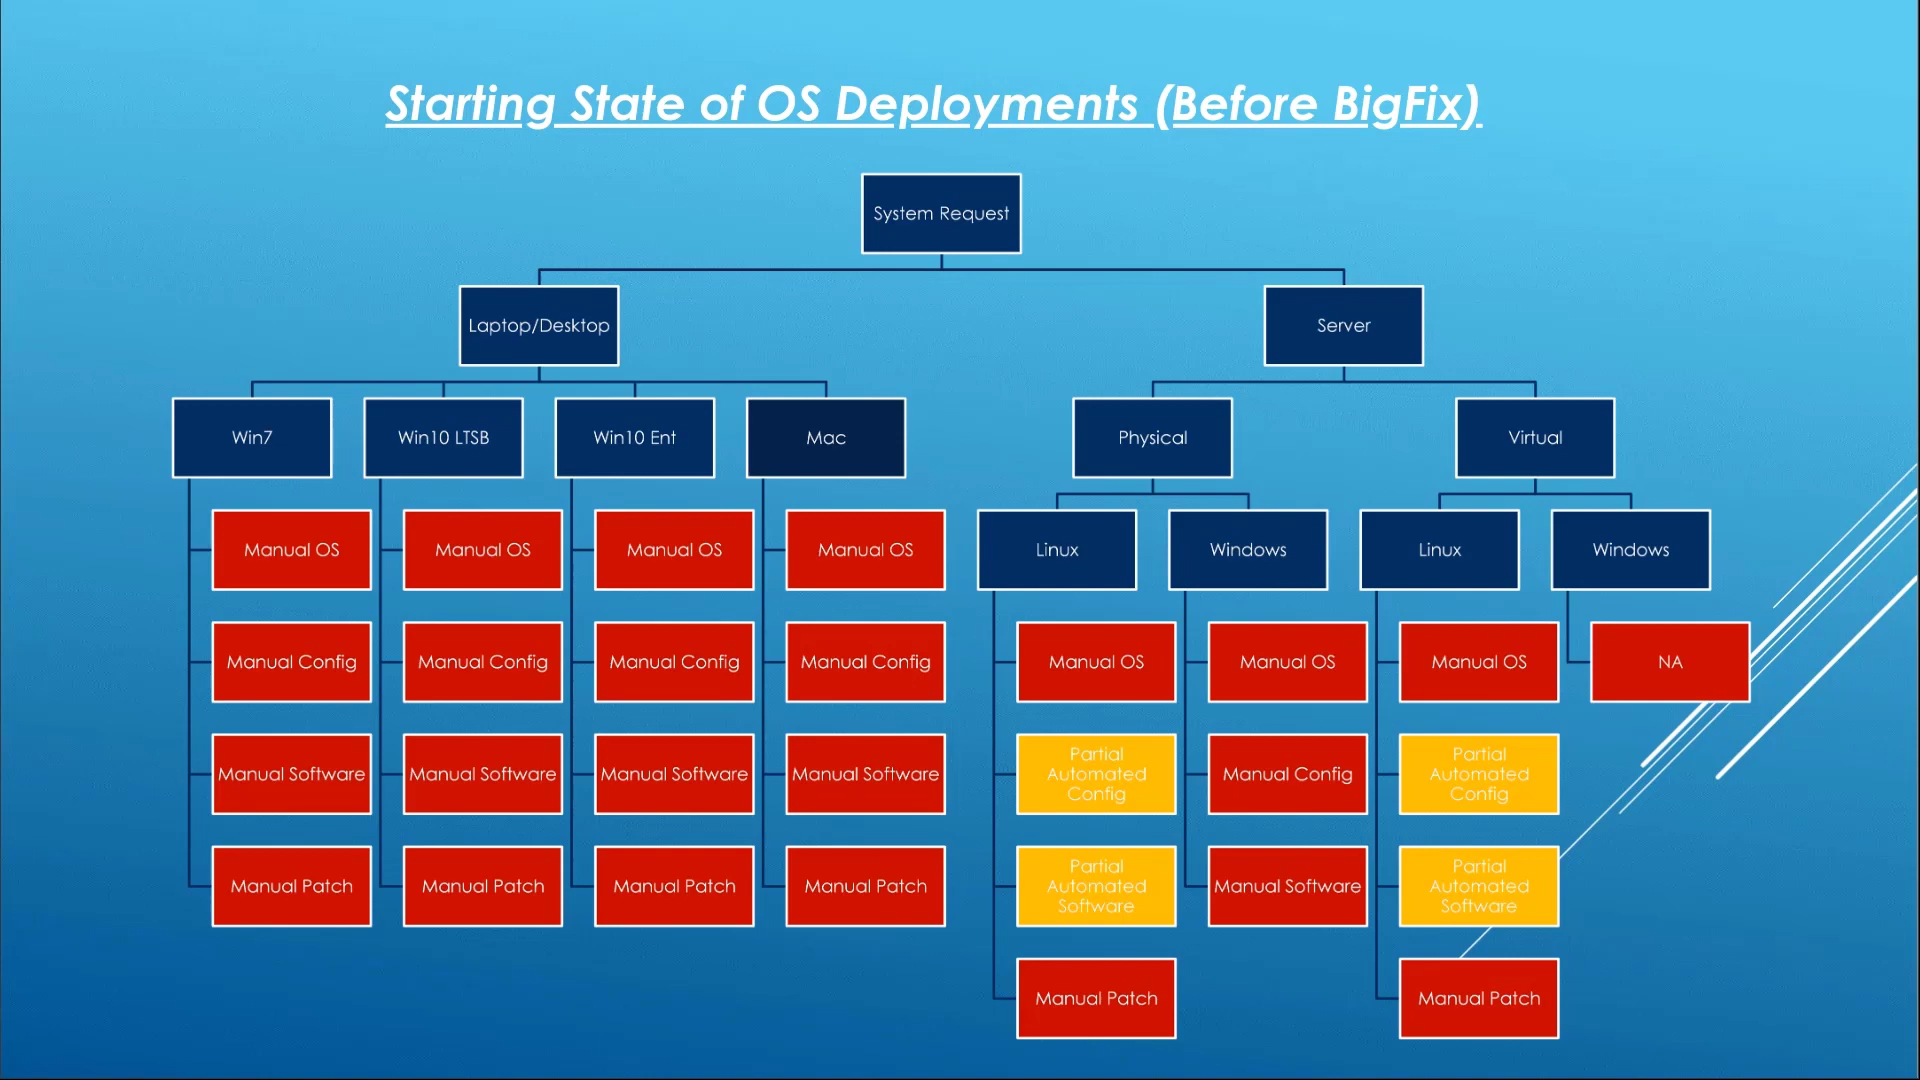 Starting State of OS Deployments (Before BigFix)
System Request
Laptop/Desktop
Server
Win7
Win10 LTSB
Win10 Ent
Mac
Physical
Virtual
Manual OS
Manual OS
Manual OS
Manual OS
Linux
Windows
Linux
Windows
Manual Config
Manual Config
Manual Config
Manual Config
Manual OS
Manual OS
Manual OS
NA
Manual Software
Manual Software
Manual Software
Manual Software
Partial
Automated
Config
Manual Config
Partial
Automated
Config
Manual Patch
Manual Patch
Manual Patch
Manual Patch
Partial
Automated
Software
Manual Software
Partial
Automated
Software
Manual Patch
Manual Patch